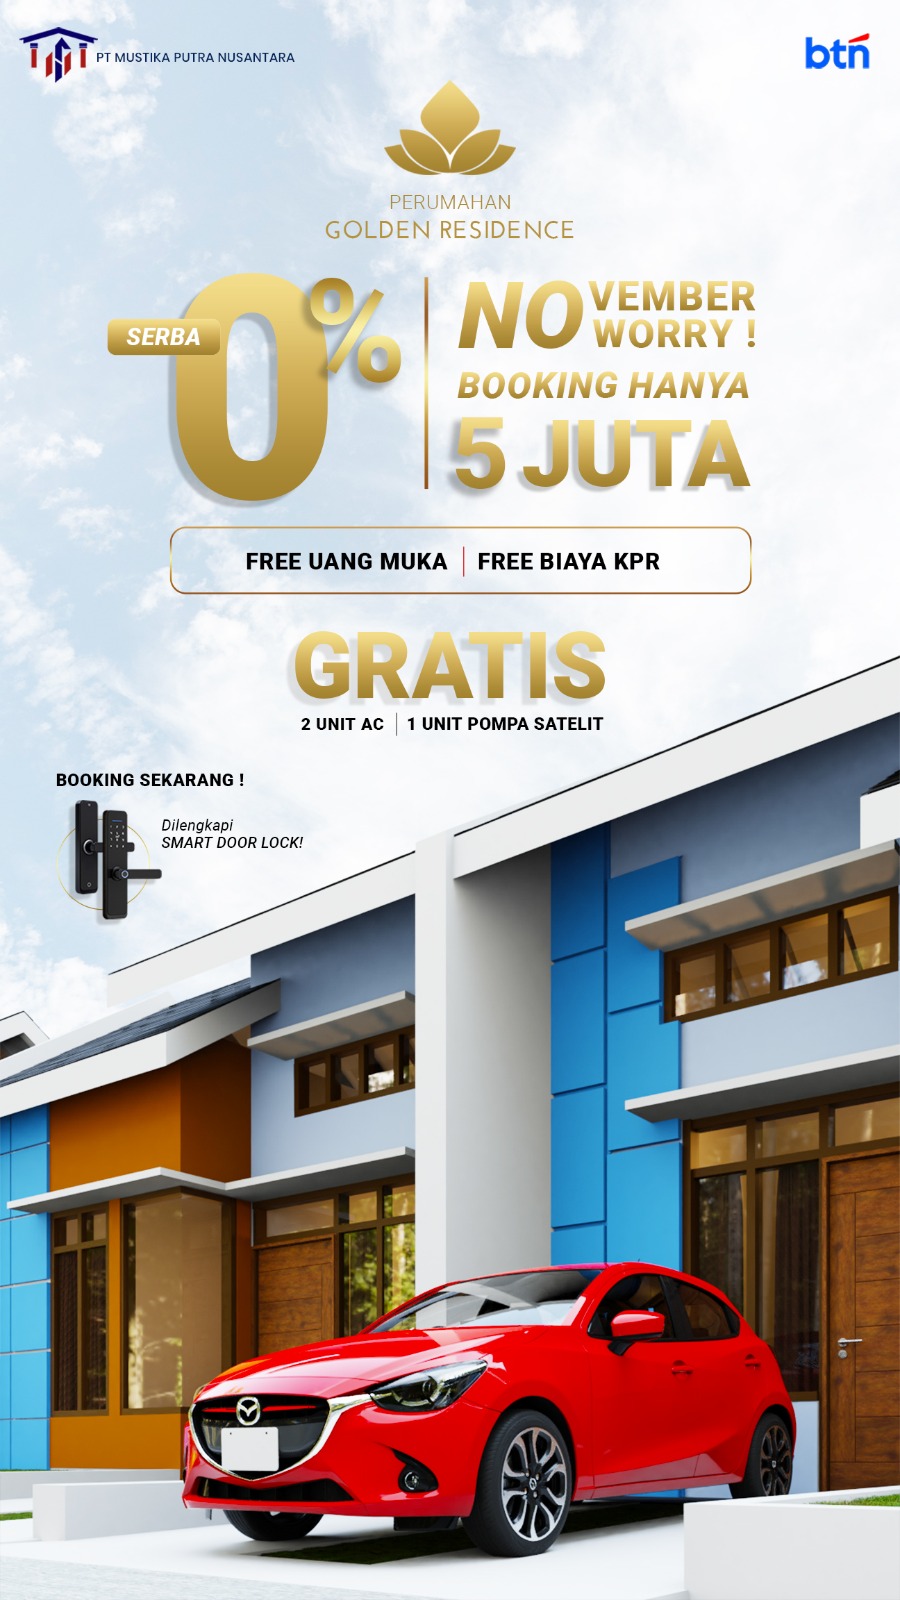 PT MUSTIKA PUTRA NUSANTARA
btn
PERUMAHAN
GOLDEN RESIDENCE
SERBA
0%
NOVEMBER
WORRY !
BOOKING HANYA
5 JUTA
FREE UANG MUKA | FREE BIAYA KPR
GRATIS
2 UNIT AC | 1 UNIT POMPA SATELIT
BOOKING SEKARANG !
Dilengkapi
SMART DOOR LOCK!